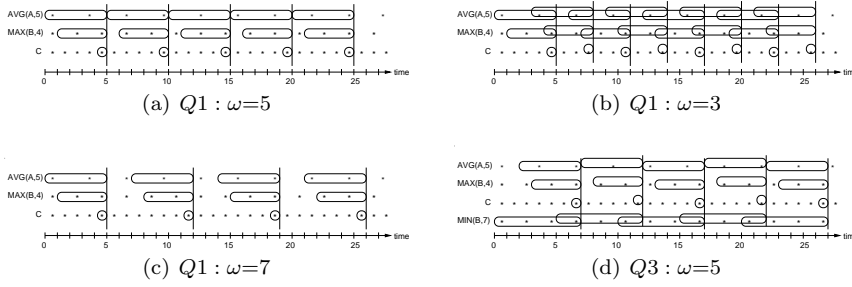 AVG(A,5)
MAX(B,4)
C
0 5 10 15 20 25 time
(a) Q1 : ω=5
AVG(A,5)
MAX(B,4)
C
0 5 10 15 20 25 time
(b) Q1 : ω=3
AVG(A,5)
MAX(B,4)
C
0 5 10 15 20 25 time
(c) Q1 : ω=7
AVG(A,5)
MAX(B,4)
C
MIN(B,7)
0 5 10 15 20 25 time
(d) Q3 : ω=5